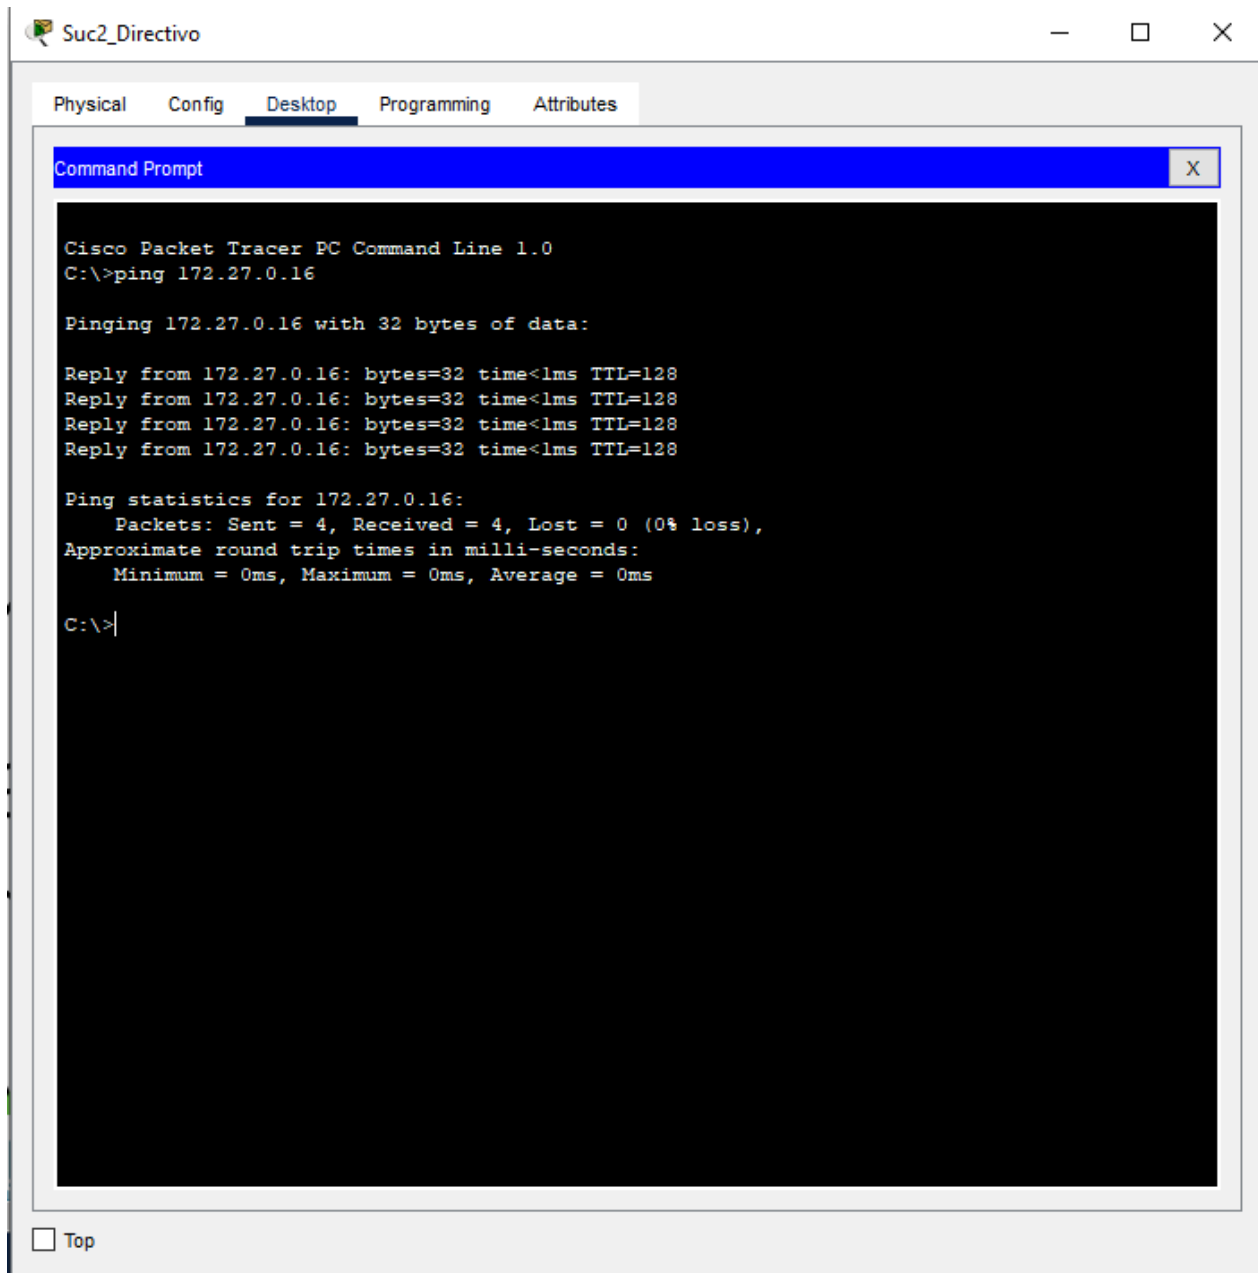 Suc2_Directivo
Physical Config Desktop Programming Attributes
Command Prompt X
Cisco Packet Tracer PC Command Line 1.0
C:\>ping 172.27.0.16
Pinging 172.27.0.16 with 32 bytes of data:
Reply from 172.27.0.16: bytes=32 time<1ms TTL=128
Reply from 172.27.0.16: bytes=32 time<1ms TTL=128
Reply from 172.27.0.16: bytes=32 time<1ms TTL=128
Reply from 172.27.0.16: bytes=32 time<1ms TTL=128
Ping statistics for 172.27.0.16:
Packets: Sent = 4, Received = 4, Lost = 0 (0% loss),
Approximate round trip times in milli-seconds:
Minimum = 0ms, Maximum = 0ms, Average = 0ms
C:\>
Top